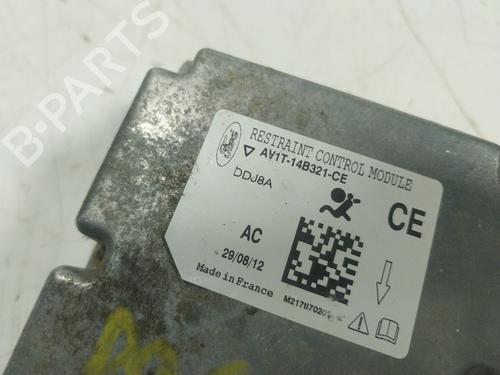 B-PARTS
Ford
RESTRAINT CONTROL MODULE
AV1T-14B321-CE
DDJ8A
AC
CE
29/08/12
Made in France